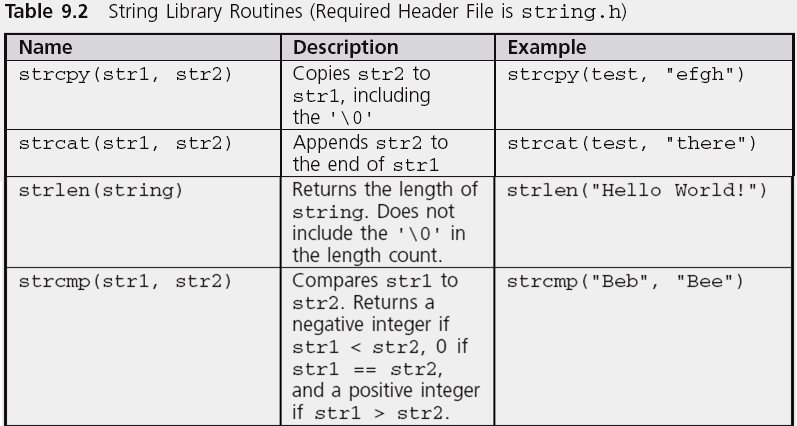 Table 9.2 String Library Routines (Required Header File is string.h)
Name Description Example
strcpy(str1, str2) Copies str2 to strcpy(test, "efgh")
str1, including
the '\0'
strcat(str1, str2) Appends str2 to strcat(test, "there")
the end of str1
strlen(string) Returns the length of strlen("Hello World!")
string. Does not
include the '\0' in
the length count.
strcmp(str1, str2) Compares str1 to strcmp("Beb", "Bee")
str2. Returns a
negative integer if
str1 < str2, 0 if
str1 == str2,
and a positive integer
if str1 > str2.